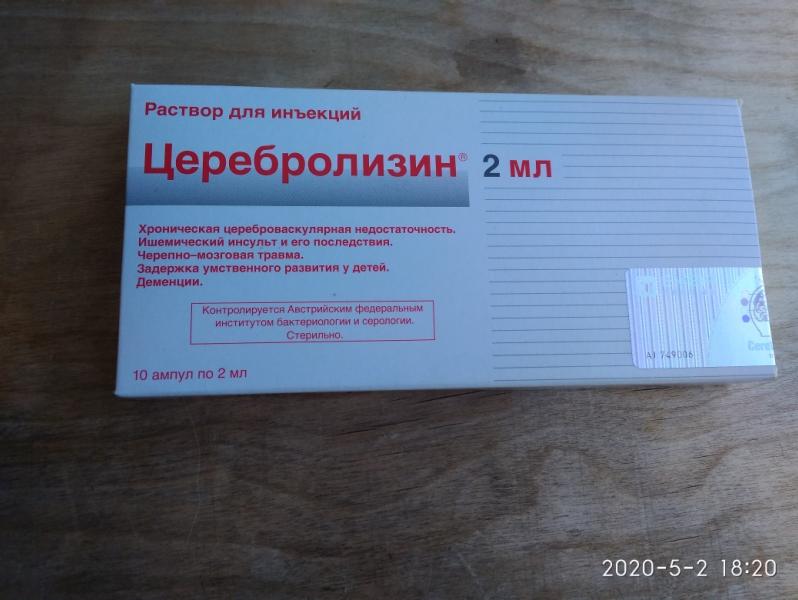 Раствор для инъекций
Церебролизин® 2 мл
Хроническая цереброваскулярная недостаточность.
Ишемический инсульт и его последствия.
Черепно–мозговая травма.
Задержка умственного развития у детей.
Деменции.
Контролируется Австрийским федеральным
институтом бактериологии и серологии.
Стерильно.
10 ампул по 2 мл
AJ 749006
2020-5-2 18:20